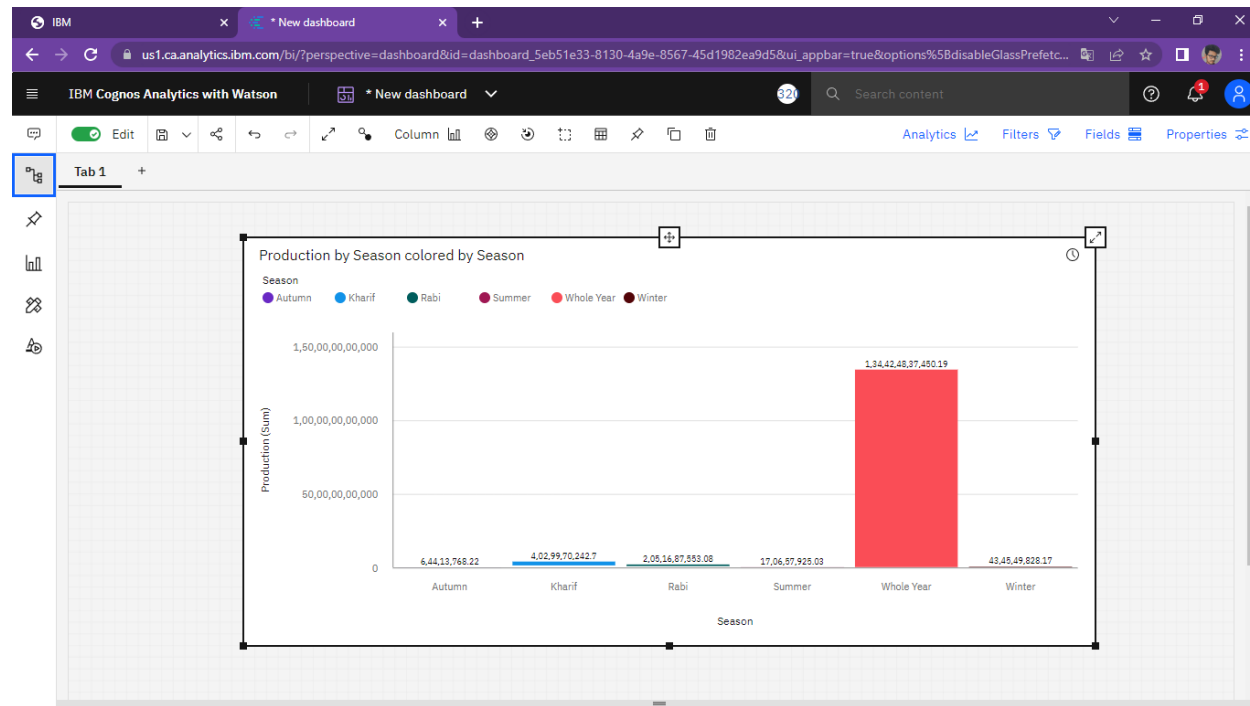 IBM
* New dashboard
us1.ca.analytics.ibm.com/bi/?perspective=dashboard&id=dashboard_5eb51e33-8130-4a9e-8567-45d1982ea9d5&ui_appbar=true&options%5BdisableGlassPrefetc...
IBM Cognos Analytics with Watson
* New dashboard
320
Search content
1
Edit
Column
Analytics
Filters
Fields
Properties
Tab 1
Production by Season colored by Season
Season
Autumn Kharif Rabi Summer Whole Year Winter
Production (Sum)
1,50,00,00,00,000
1,00,00,00,00,000
50,00,00,00,000
0
6,44,13,768.22
4,02,99,70,242.7
2,05,16,87,553.08
17,06,57,925.03
1,34,42,48,37,450.19
43,45,49,828.17
Autumn Kharif Rabi Summer Whole Year Winter
Season